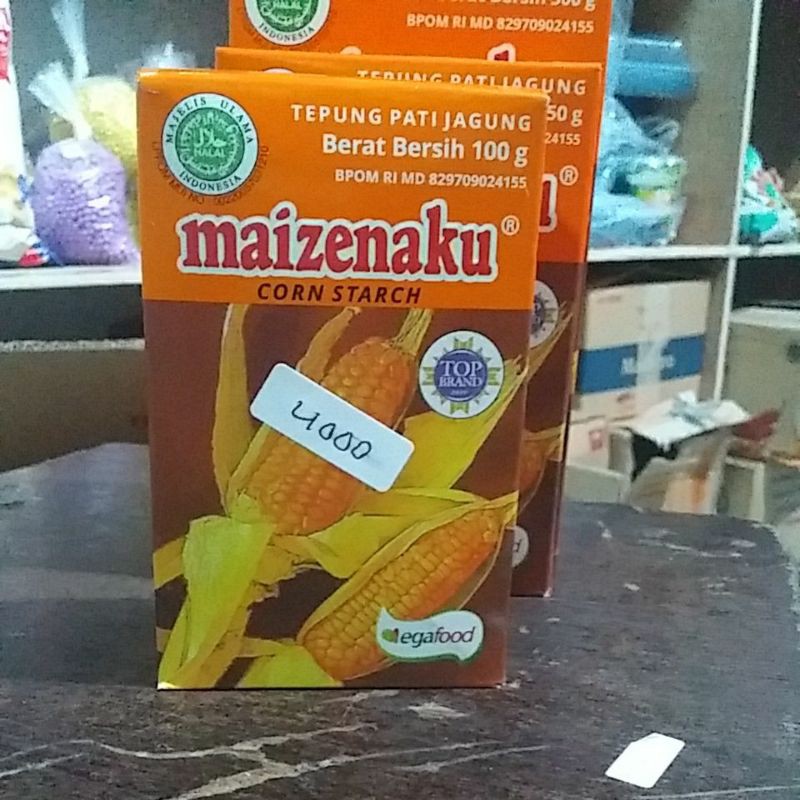 INDONESIA
BPOM RI MD 829709024155
TEPUNG PATI JAGUNG
MAJELIS ULAMA
HALAL
INDONESIA
TEPUNG PATI JAGUNG
Berat Bersih 100 g
BPOM RI MD 829709024155
maizenaku®
CORN STARCH
TOP
BRAND
4000
egafood